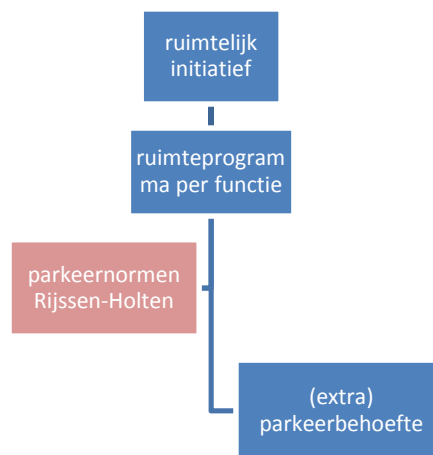 ruimtelijk
initiatief
ruimteprogram
ma per functie
parkeernormen
Rijssen-Holten
(extra)
parkeerbehoefte